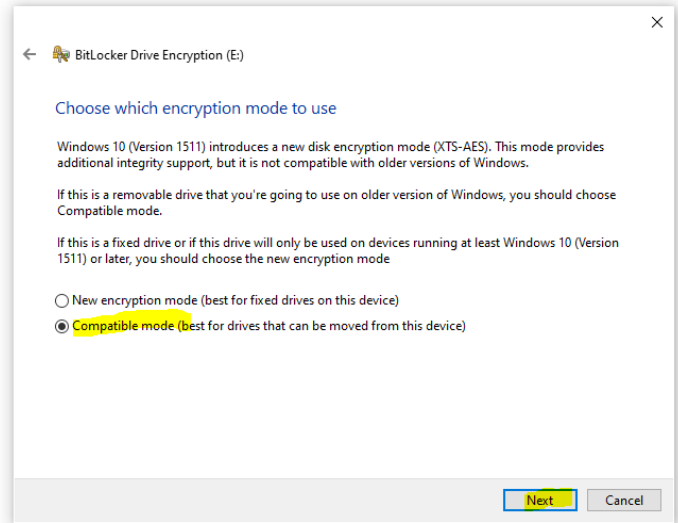 BitLocker Drive Encryption (E:)
Choose which encryption mode to use
Windows 10 (Version 1511) introduces a new disk encryption mode (XTS-AES). This mode provides
additional integrity support, but it is not compatible with older versions of Windows.
If this is a removable drive that you're going to use on older version of Windows, you should choose
Compatible mode.
If this is a fixed drive or if this drive will only be used on devices running at least Windows 10 (Version
1511) or later, you should choose the new encryption mode
New encryption mode (best for fixed drives on this device)
Compatible mode (best for drives that can be moved from this device)
Next
Cancel